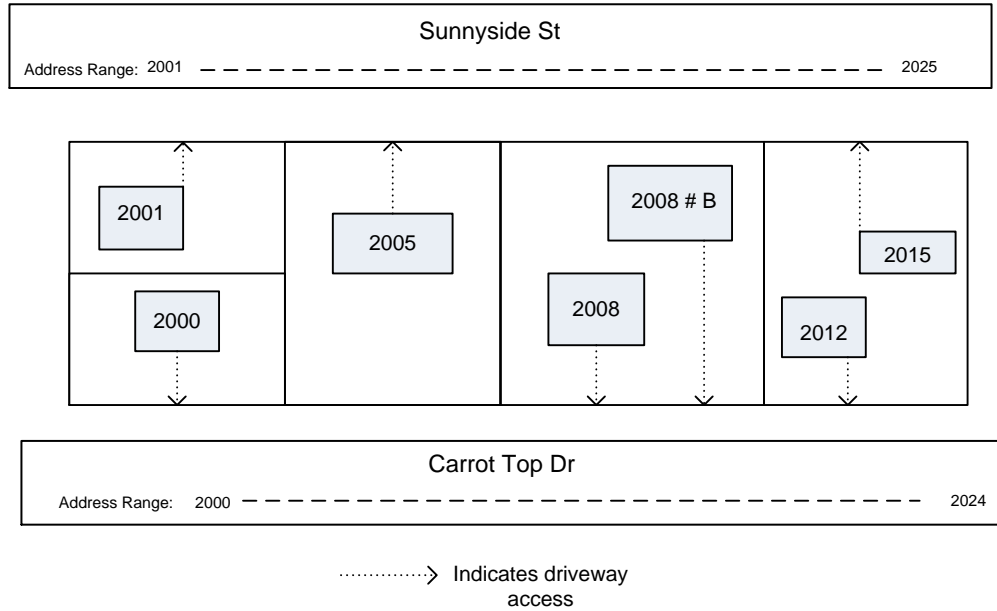 Sunnyside St
Address Range: 2001 2025
2001
2005
2008 # B
2015
2000
2008
2012
Carrot Top Dr
Address Range: 2000 2024
Indicates driveway
access